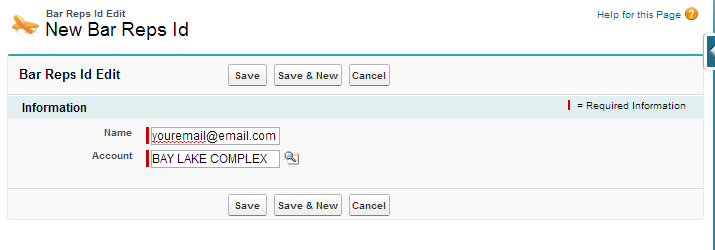 Bar Reps Id Edit
New Bar Reps Id
Help for this Page
Bar Reps Id Edit Save Save & New Cancel
Information = Required Information
Name youremail@email.com
Account BAY LAKE COMPLEX
Save Save & New Cancel